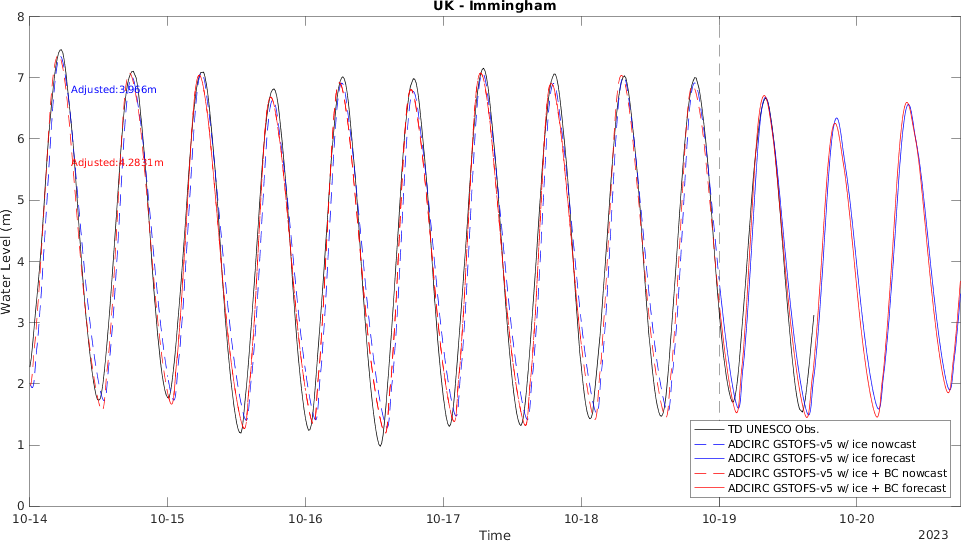 UK - Immingham
8
7
6
5
4
3
2
1
0
Water Level (m)
Adjusted:3.966m
Adjusted:4.2831m
TD UNESCO Obs.
ADCIRC GSTOFS-v5 w/ ice nowcast
ADCIRC GSTOFS-v5 w/ ice forecast
ADCIRC GSTOFS-v5 w/ ice + BC nowcast
ADCIRC GSTOFS-v5 w/ ice + BC forecast
10-14 10-15 10-16 10-17 10-18 10-19 10-20
Time
2023